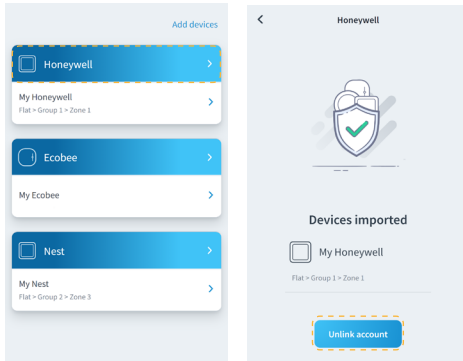 Add devices
Honeywell
My Honeywell
Flat > Group 1 > Zone 1
Ecobee
My Ecobee
Nest
My Nest
Flat > Group 2 > Zone 3
Honeywell
Devices imported
My Honeywell
Flat > Group 1 > Zone 1
Unlink account